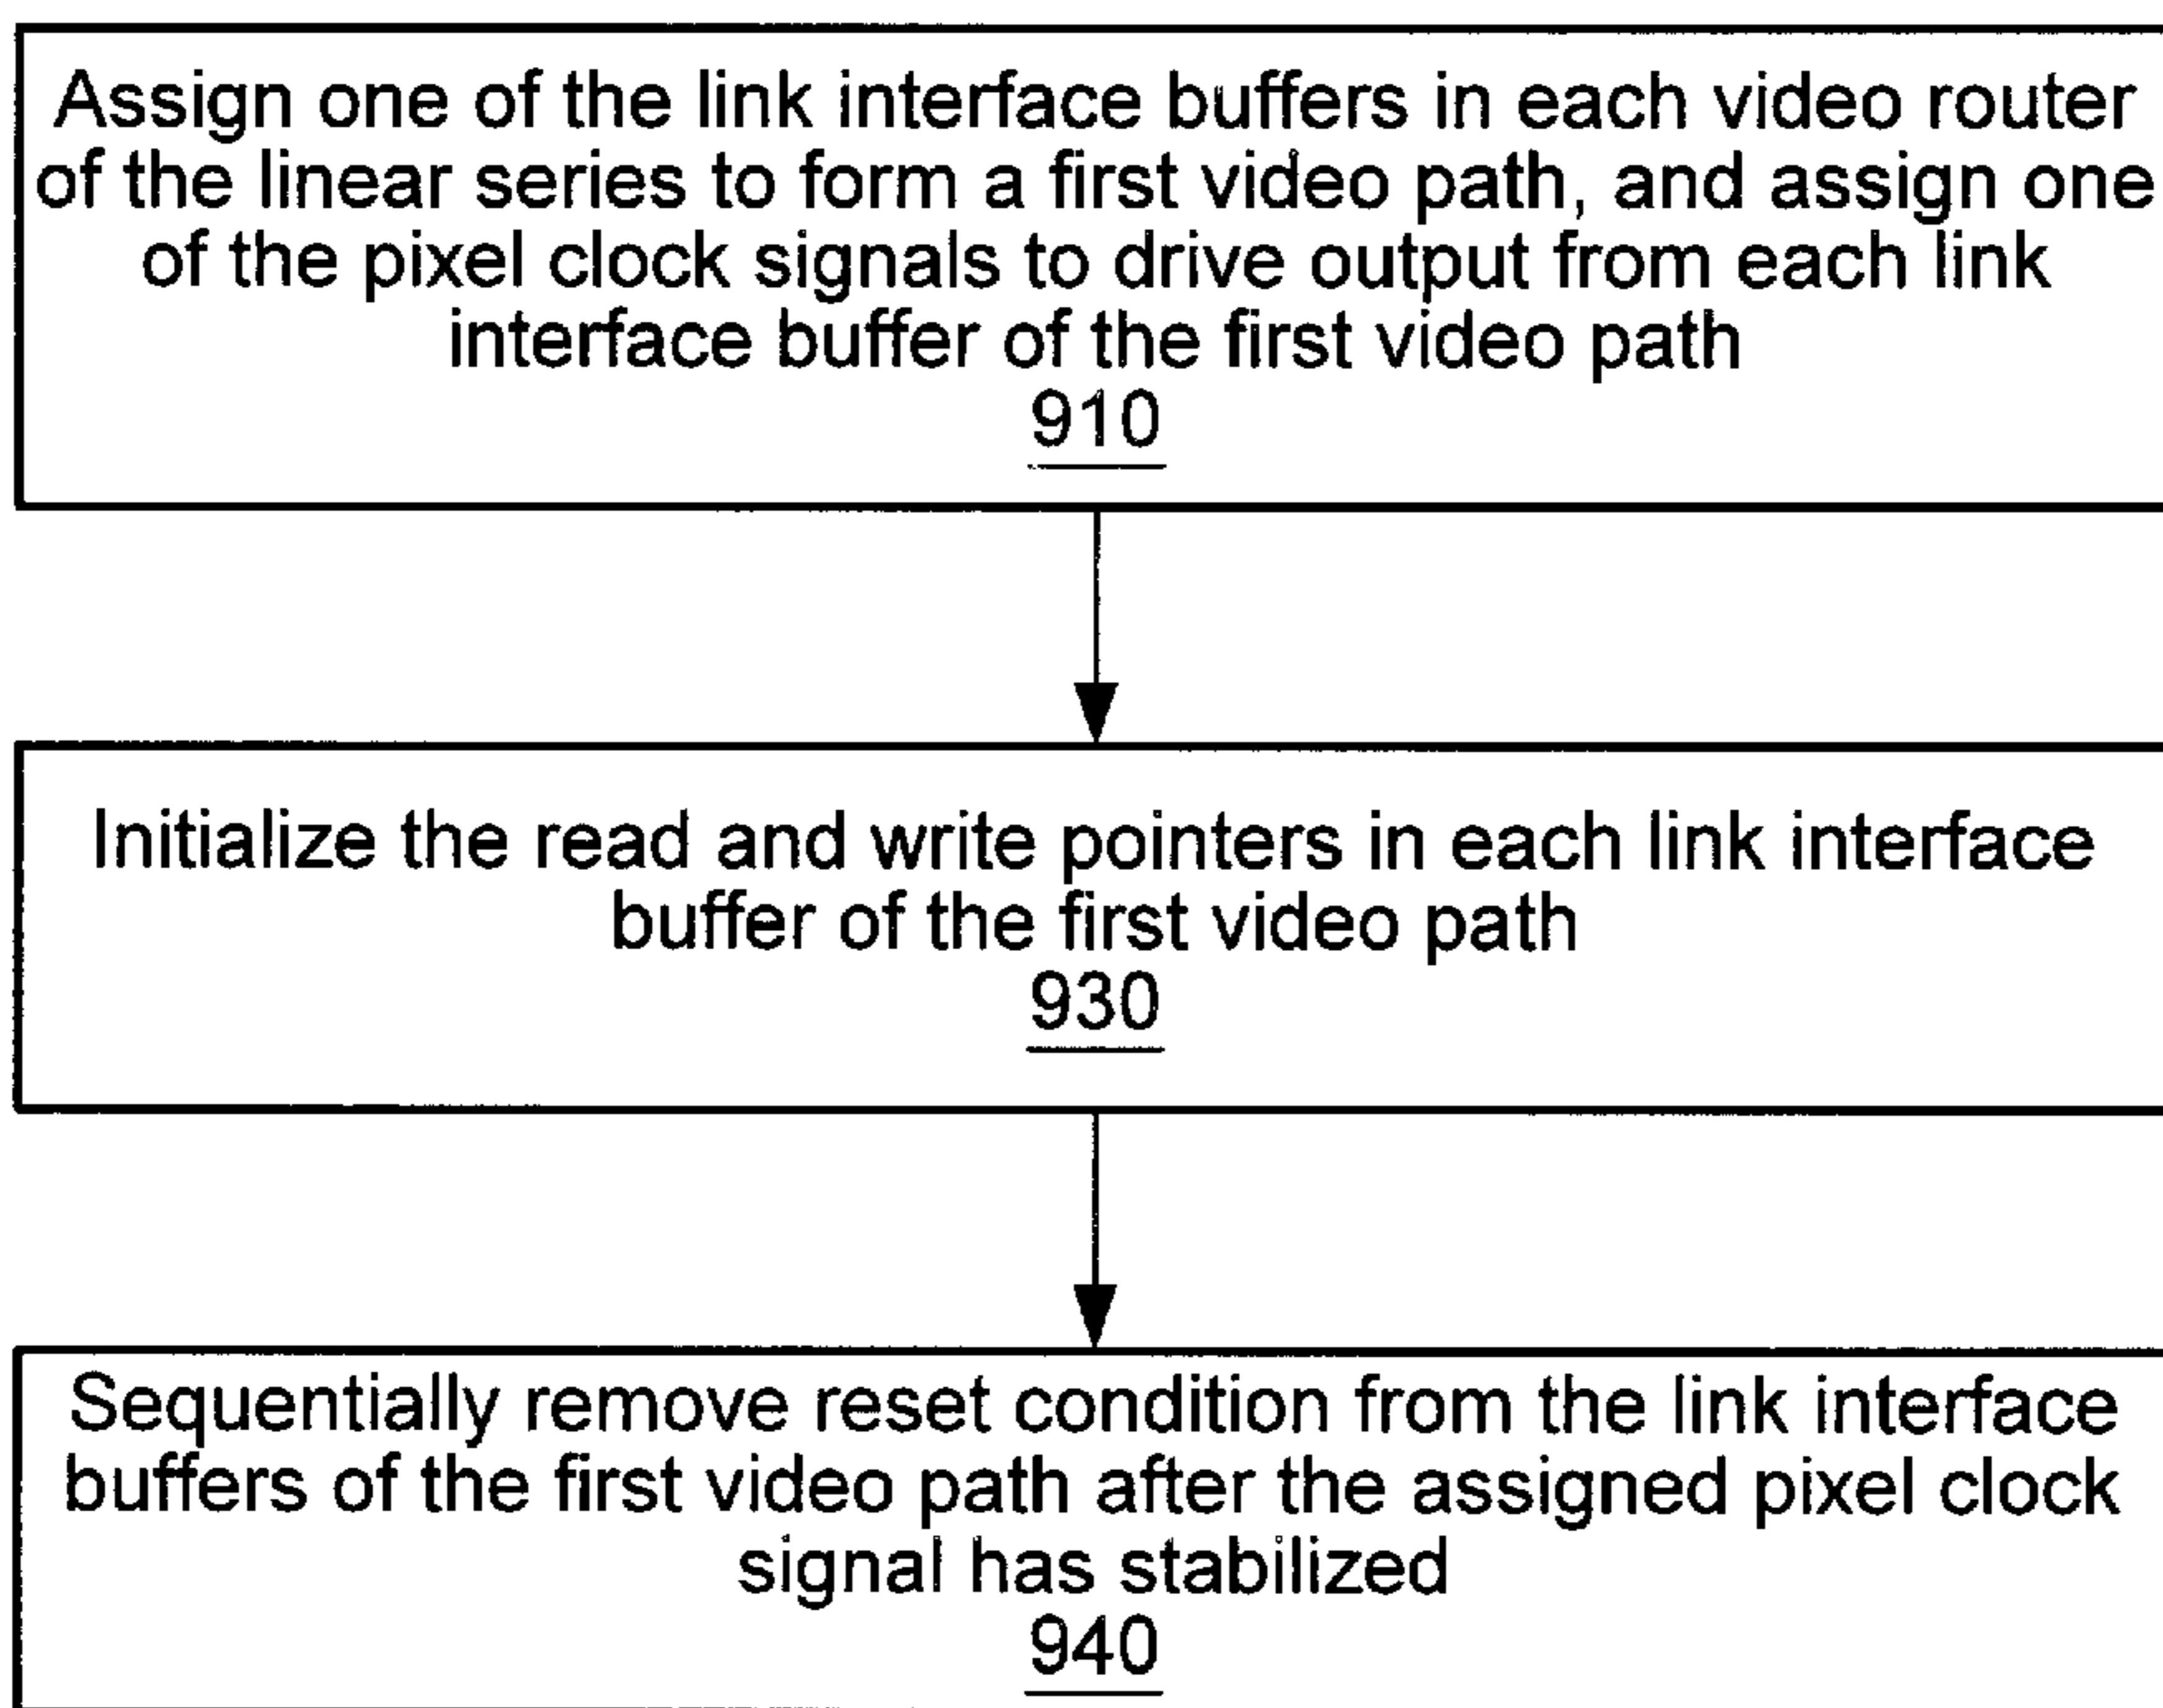 Assign one of the link interface buffers in each video router
of the linear series to form a first video path, and assign one
of the pixel clock signals to drive output from each link
interface buffer of the first video path
910
Initialize the read and write pointers in each link interface
buffer of the first video path
930
Sequentially remove reset condition from the link interface
buffers of the first video path after the assigned pixel clock
signal has stabilized
940